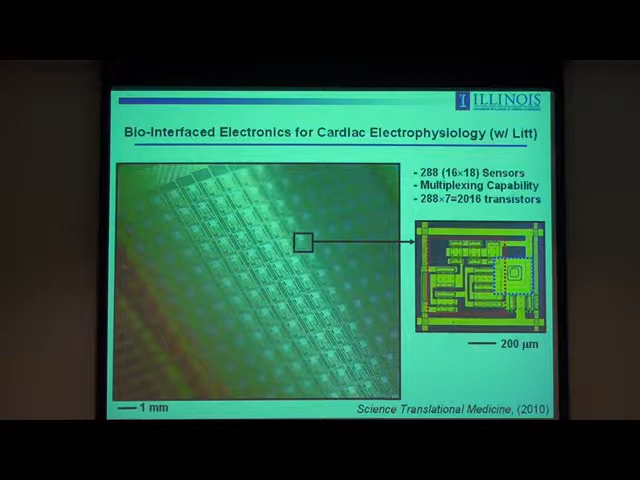 ILLINOIS
Bio-Interfaced Electronics for Cardiac Electrophysiology (w/ Litt)
- 288 (16×18) Sensors
- Multiplexing Capability
- 288×7=2016 transistors
200 μm
1 mm
Science Translational Medicine, (2010)